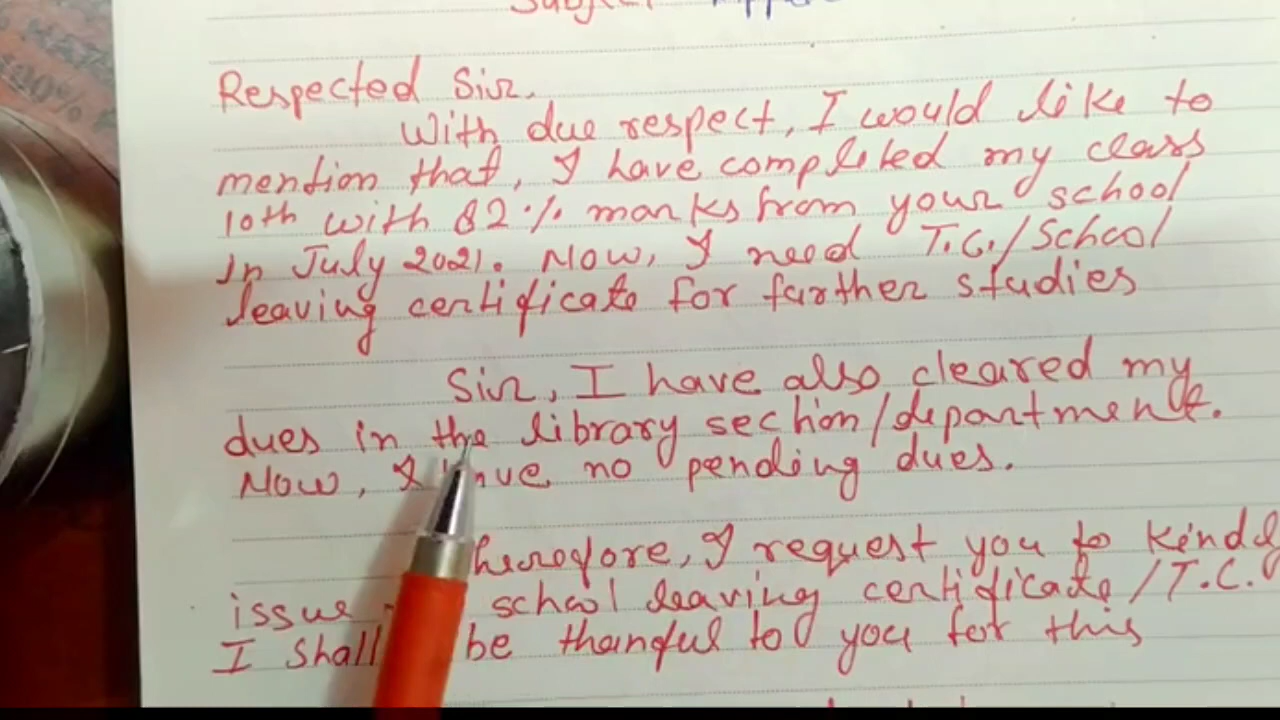 Subject
Respected Sir,
With due respect, I would like to
mention that, I have completed my class
10th with 82% marks from your school
In July 2021. Now, I need T.C./School
leaving certificate for further studies
Sir, I have also cleared my
dues in the library section/department.
Now, I have no pending dues.
herefore, I request you to kindly
issue school leaving certificate/T.C.
I shall be thankful to you for this